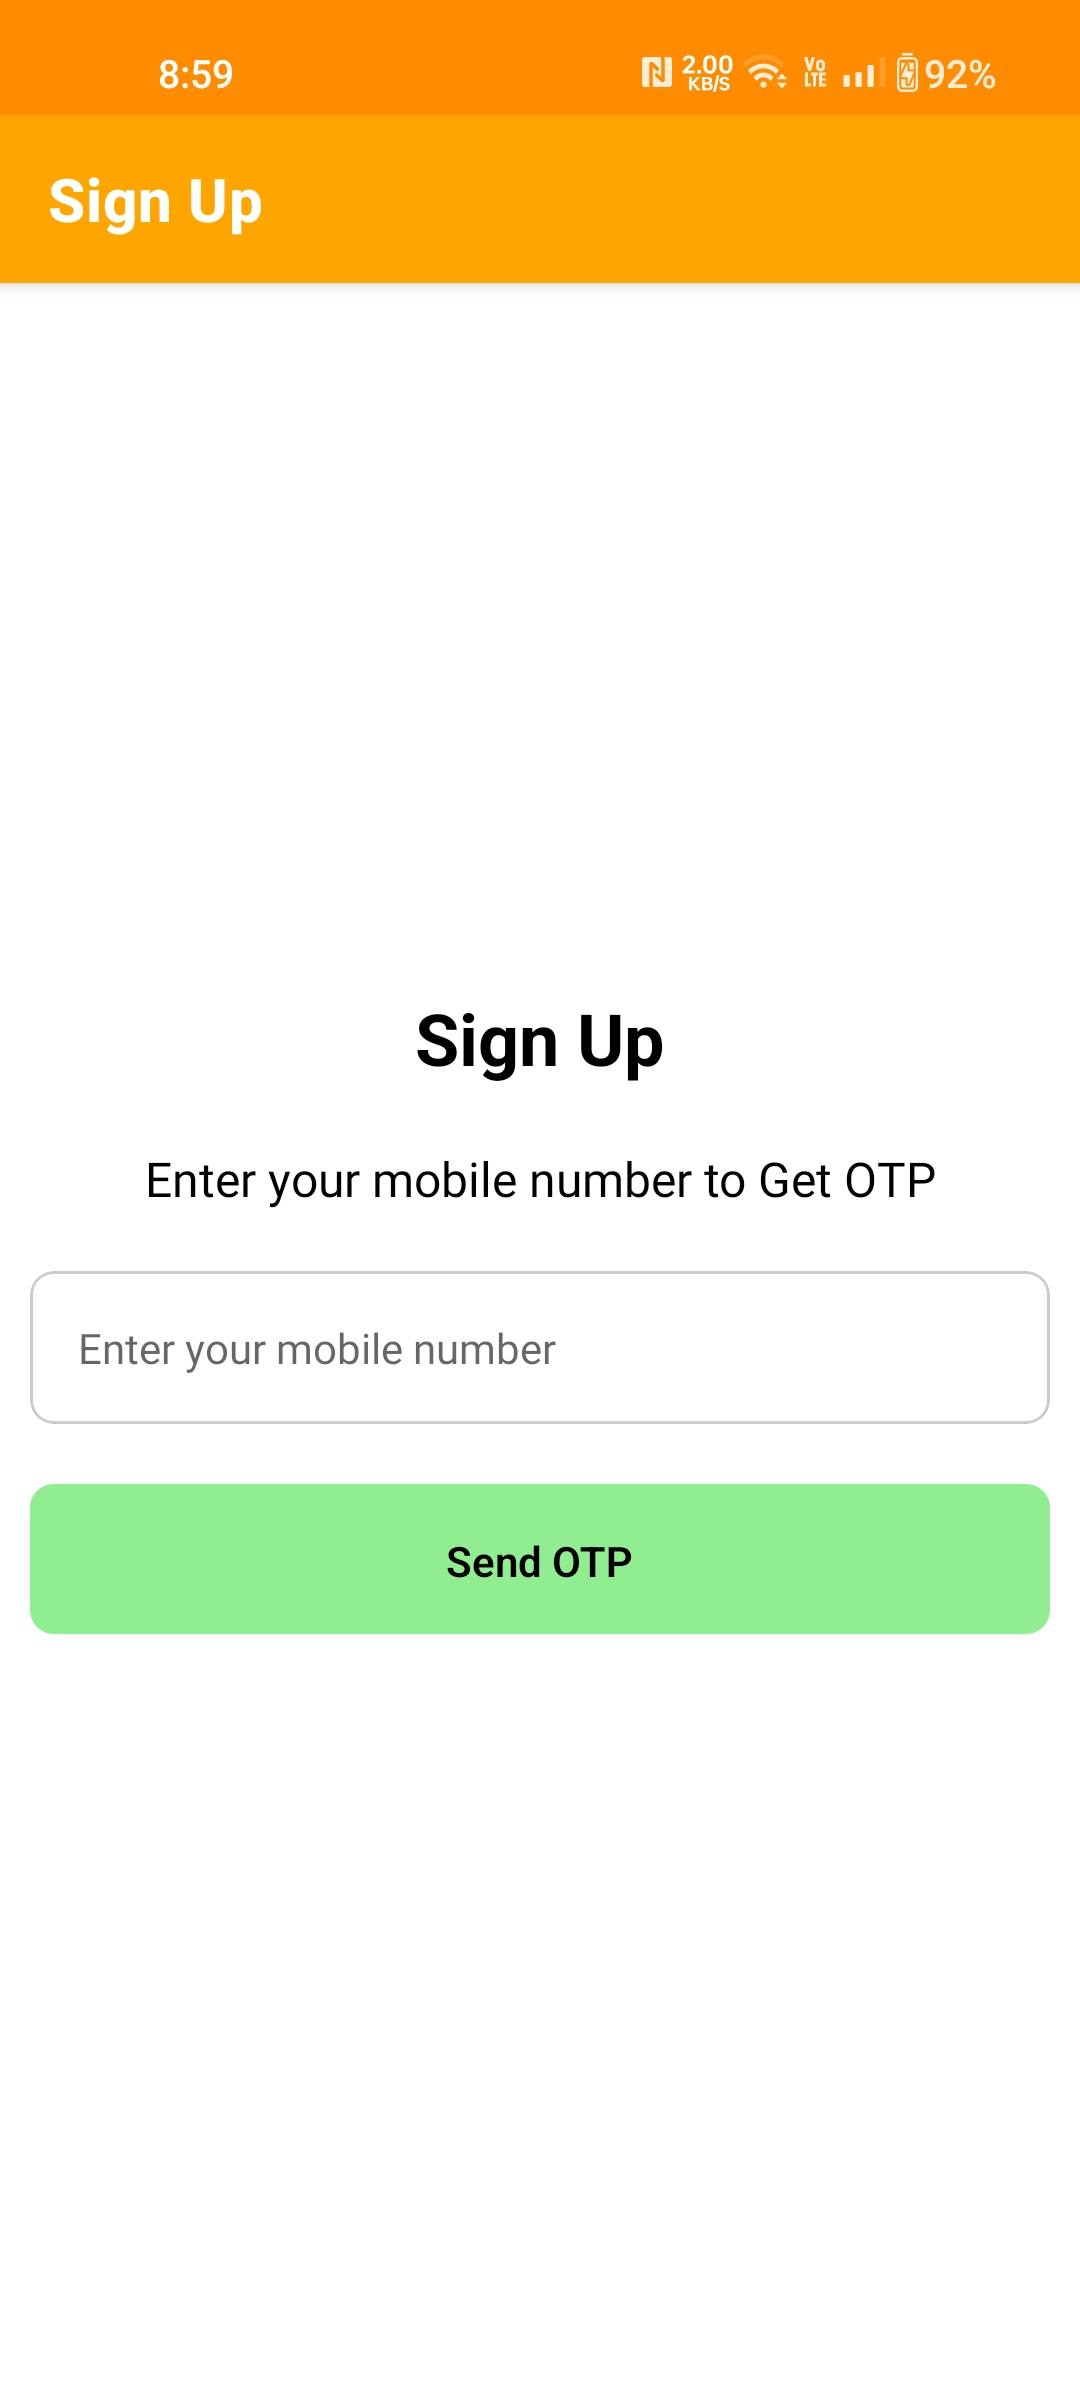 8:59
2.00
KB/S
Vo
LTE
92%
Sign Up
Sign Up
Enter your mobile number to Get OTP
Enter your mobile number
Send OTP